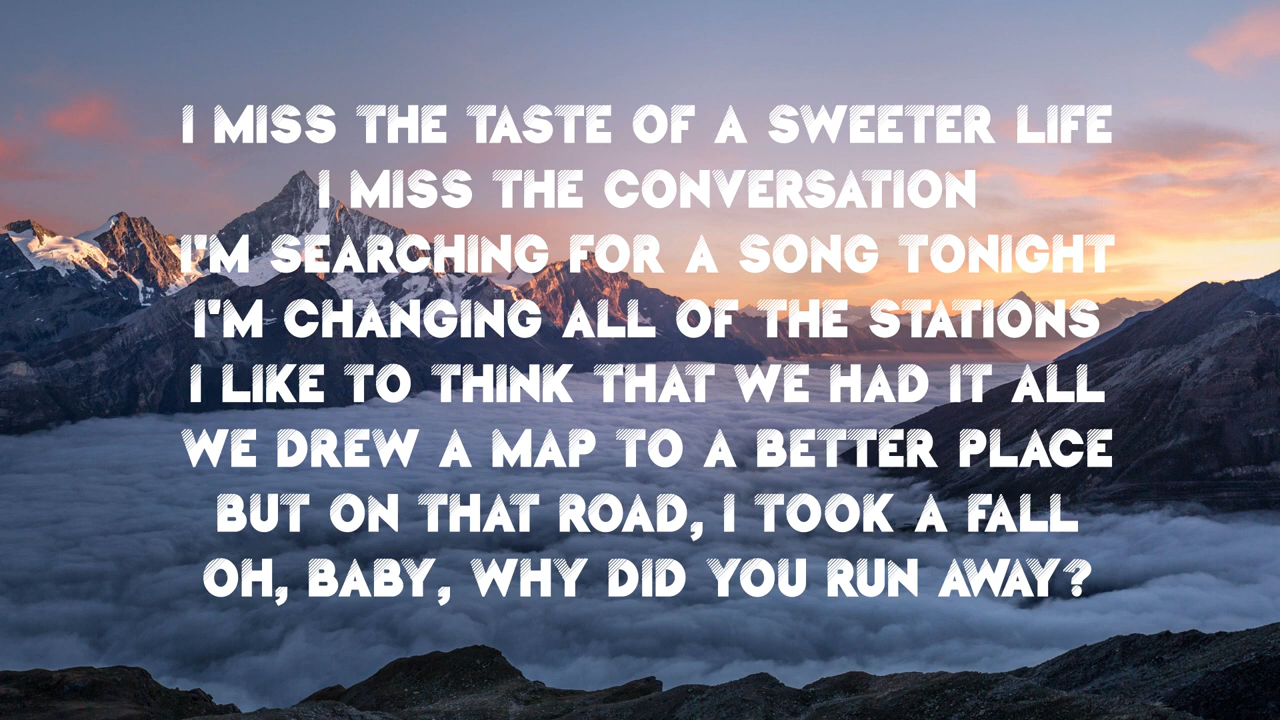 I MISS THE TASTE OF A SWEETER LIFE
I MISS THE CONVERSATION
I'M SEARCHING FOR A SONG TONIGHT
I'M CHANGING ALL OF THE STATIONS
I LIKE TO THINK THAT WE HAD IT ALL
WE DREW A MAP TO A BETTER PLACE
BUT ON THAT ROAD, I TOOK A FALL
OH, BABY, WHY DID YOU RUN AWAY?